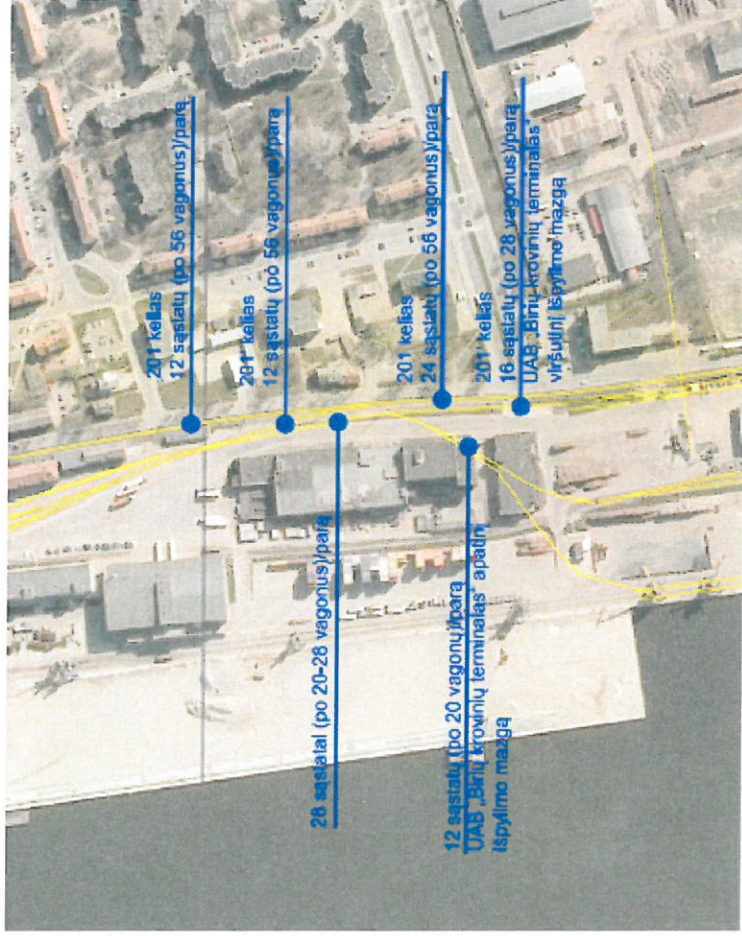 201 kelias
12 sąstatų (po 56 vagonus)/parą
201 kelias
12 sąstatų (po 56 vagonus)/parą
26 sąstatai (po 20-26 vagonus)/parą
201 kelias
24 sąstatų (po 56 vagonus)/parą
201 kelias
16 sąstatų (po 28 vagonus)/parą
UAB „Birių krovinių terminalas“
viršutinį išpylimo mazgą
12 sąstatų (po 20 vagonų)/parą
UAB „Birių krovinių terminalas“ apatinį
išpylimo mazgą